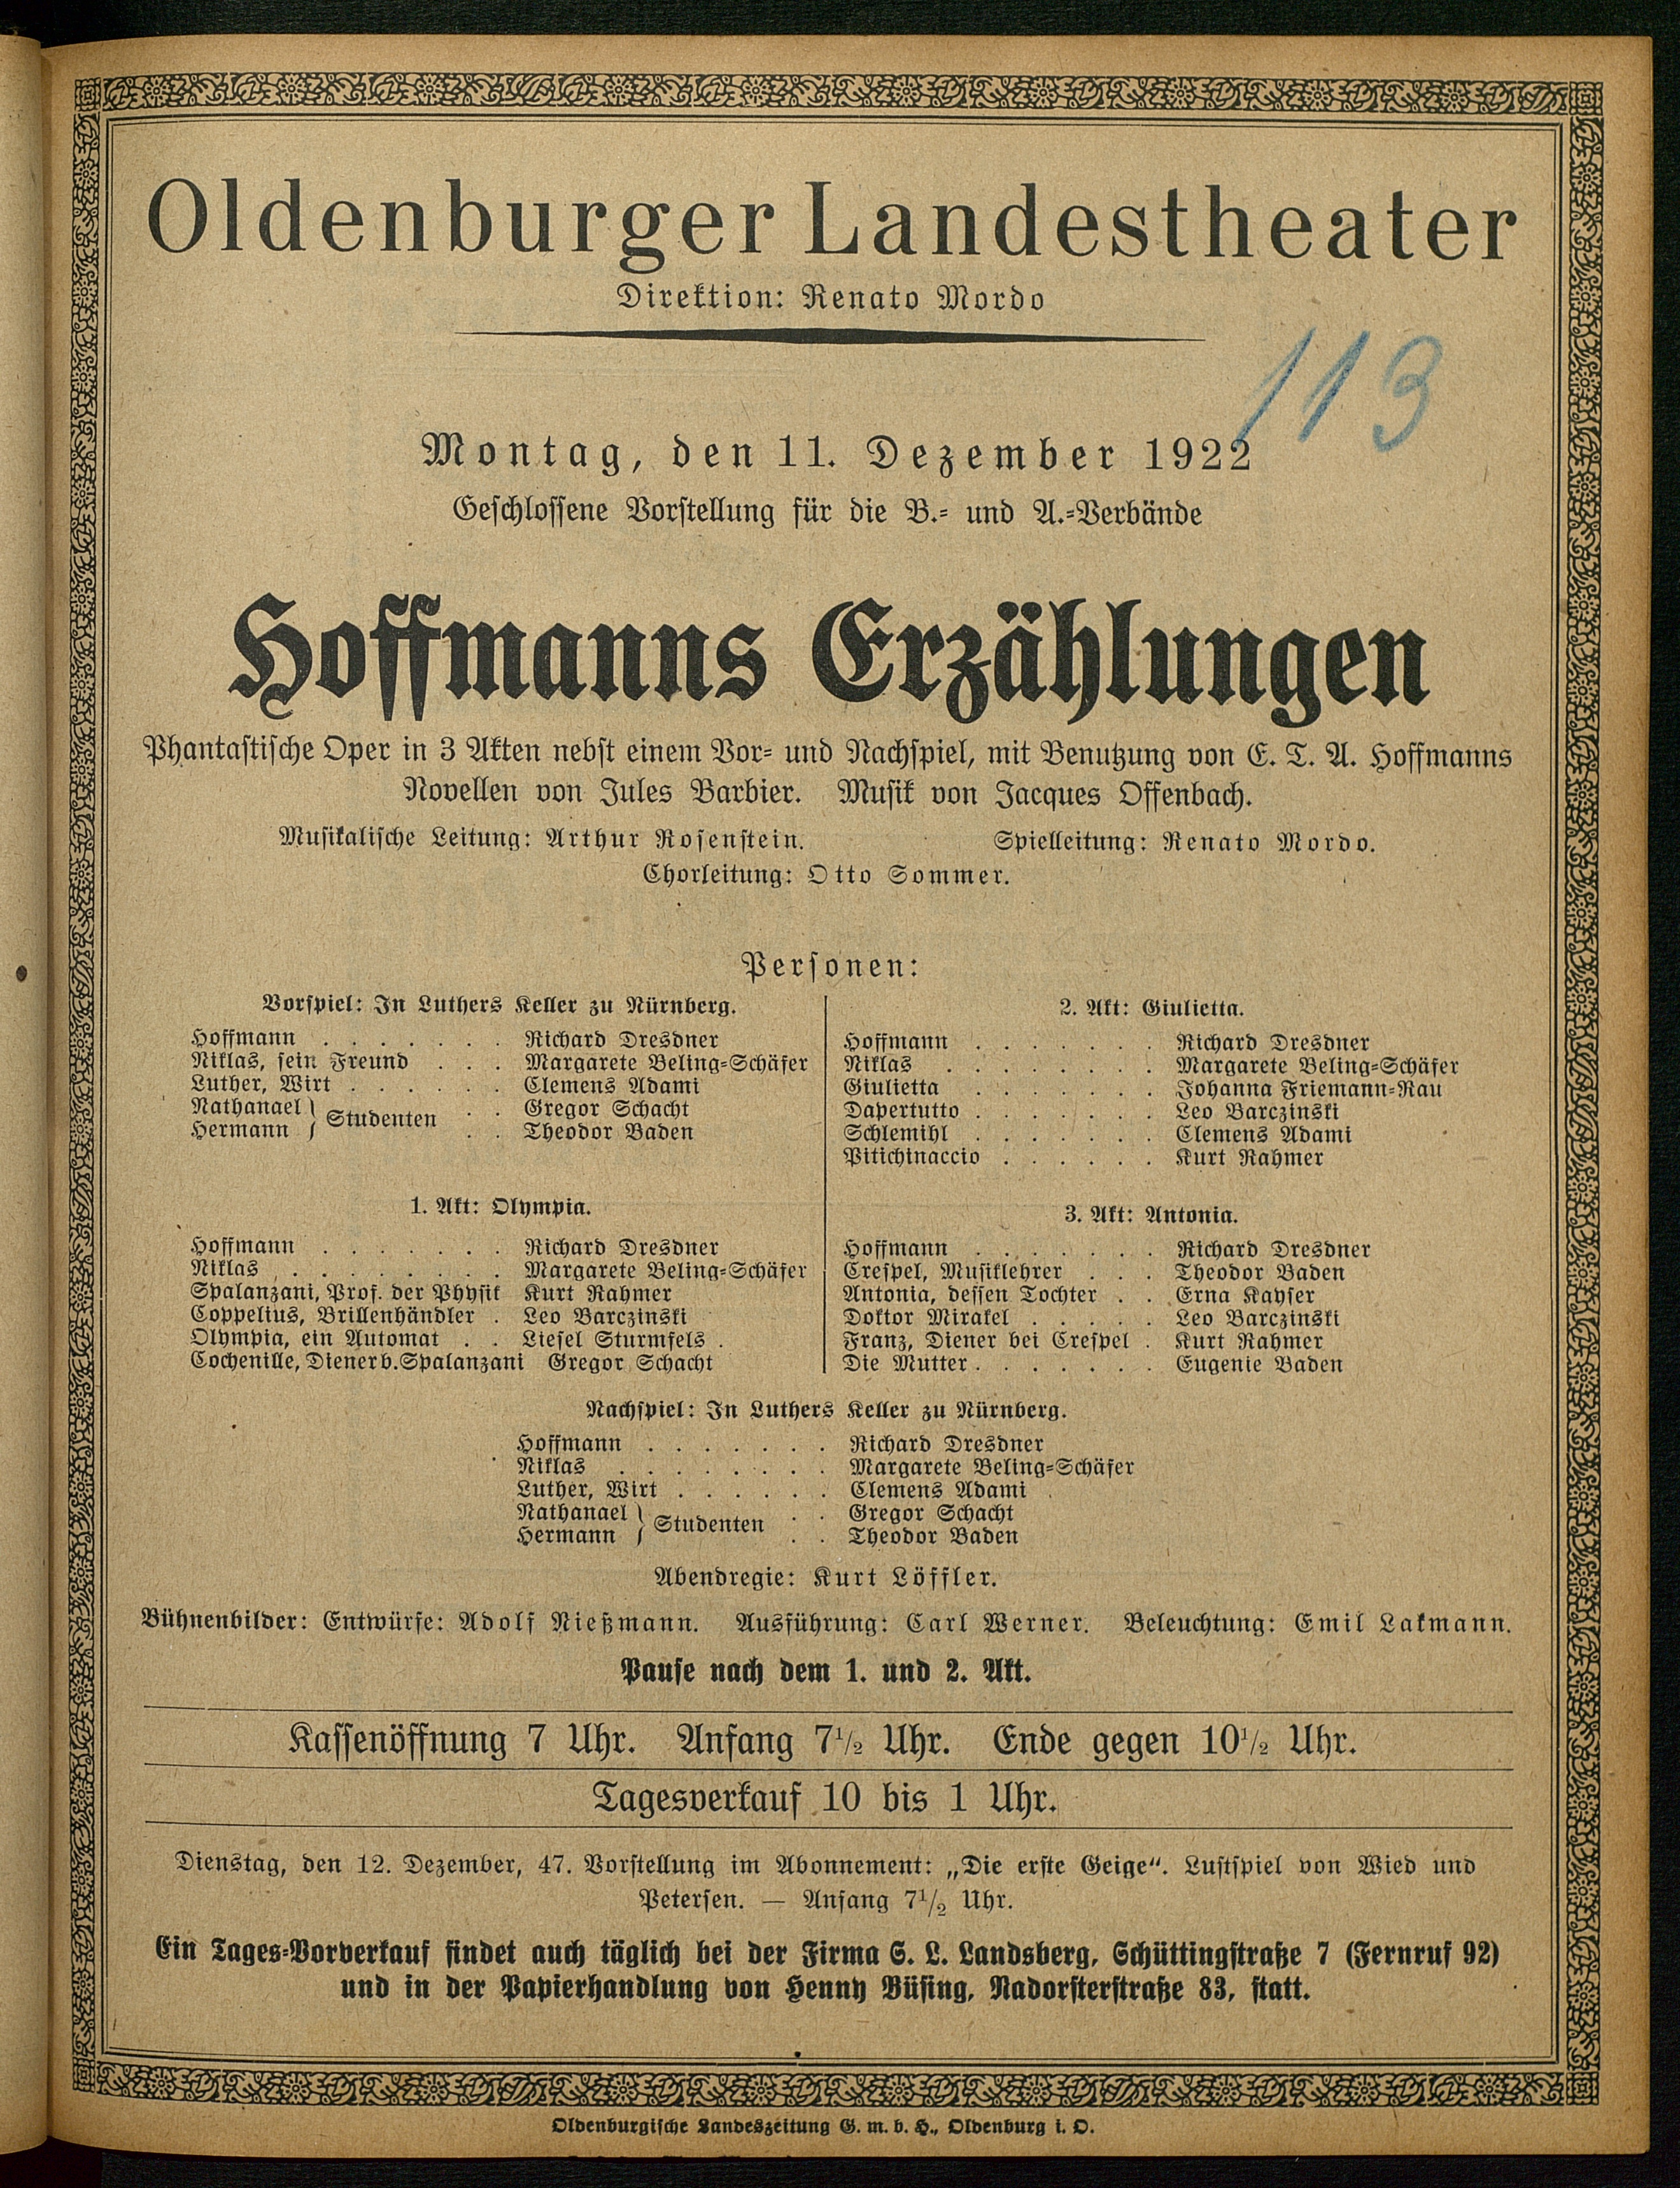 Oldenburger Landestheater
Direktion: Renato Mordo
113
Montag, den 11. Dezember 1922
Geschlossene Vorstellung für die B.- und A.-Verbände
Hoffmanns Erzählungen
Phantastische Oper in 3 Akten nebst einem Vor- und Nachspiel, mit Benutzung von E. T. A. Hoffmanns
Novellen von Jules Barbier. Musik von Jacques Offenbach.
Musikalische Leitung: Arthur Rosenstein. Spielleitung: Renato Mordo.
Chorleitung: Otto Sommer.
Personen:
Vorspiel: In Luthers Keller zu Nürnberg.
Hoffmann . . . . . . . Richard Dresdner
Niklas, sein Freund . . . Margarete Beling-Schäfer
Luther, Wirt . . . . . . Clemens Adami
Nathanael } Studenten . . Gregor Schacht
Hermann } . . Theodor Baden
1. Akt: Olympia.
Hoffmann . . . . . . . Richard Dresdner
Niklas . . . . . . . . Margarete Beling-Schäfer
Spalanzani, Prof. der Physik Kurt Rahmer
Coppelius, Brillenhändler . Leo Barczinski
Olympia, ein Automat . . Liesel Sturmfels .
Cochenille, Diener b. Spalanzani Gregor Schacht
2. Akt: Giulietta.
Hoffmann . . . . . . . Richard Dresdner
Niklas . . . . . . . . Margarete Beling-Schäfer
Giulietta . . . . . . . Johanna Friemann-Rau
Dapertutto . . . . . . . Leo Barczinski
Schlemihl . . . . . . . Clemens Adami
Pitichinaccio . . . . . . Kurt Rahmer
3. Akt: Antonia.
Hoffmann . . . . . . . Richard Dresdner
Crespel, Musiklehrer . . . Theodor Baden
Antonia, dessen Tochter . . Erna Kayser
Doktor Mirakel . . . . . Leo Barczinski
Franz, Diener bei Crespel . Kurt Rahmer
Die Mutter . . . . . . . Eugenie Baden
Nachspiel: In Luthers Keller zu Nürnberg.
Hoffmann . . . . . . . Richard Dresdner
Niklas . . . . . . . . Margarete Beling-Schäfer
Luther, Wirt . . . . . . Clemens Adami
Nathanael } Studenten . . Gregor Schacht
Hermann } . . Theodor Baden
Abendregie: Kurt Löffler.
Bühnenbilder: Entwürfe: Adolf Nießmann. Ausführung: Carl Werner. Beleuchtung: Emil Lakmann.
Pause nach dem 1. und 2. Akt.
Kassenöffnung 7 Uhr. Anfang 7½ Uhr. Ende gegen 10½ Uhr.
Tagesverkauf 10 bis 1 Uhr.
Dienstag, den 12. Dezember, 47. Vorstellung im Abonnement: „Die erste Geige“. Lustspiel von Wied und
Petersen. — Anfang 7½ Uhr.
Ein Tages-Vorverkauf findet auch täglich bei der Firma S. L. Landsberg, Schüttingstraße 7 (Fernruf 92)
und in der Papierhandlung von Henny Büsing, Nadorsterstraße 83, statt.
Oldenburgische Landeszeitung G. m. b. H., Oldenburg i. O.